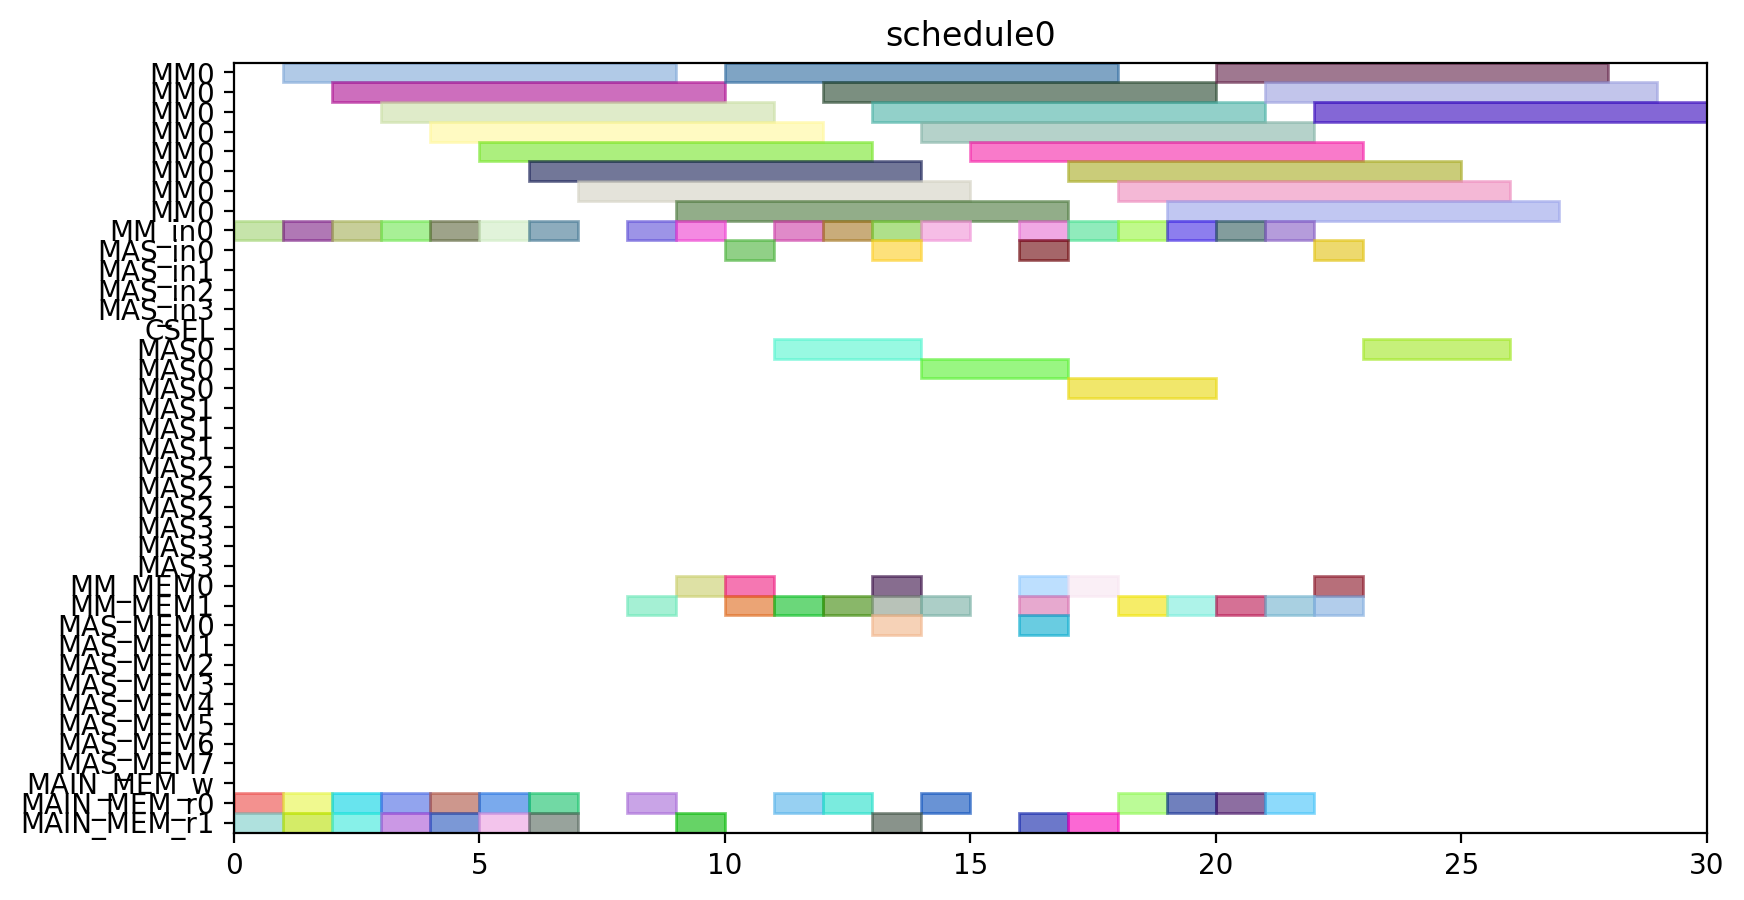 schedule0
MM0
MM0
MM0
MM0
MM0
MM0
MM0
MM0
MM_in0
MAS_in0
MAS_in1
MAS_in2
MAS_in3
CSEL
MAS0
MAS0
MAS0
MAS1
MAS1
MAS1
MAS2
MAS2
MAS2
MAS3
MAS3
MAS3
MM_MEM0
MM_MEM1
MAS_MEM0
MAS_MEM1
MAS_MEM2
MAS_MEM3
MAS_MEM4
MAS_MEM5
MAS_MEM6
MAS_MEM7
MAIN_MEM_w
MAIN_MEM_r0
MAIN_MEM_r1
0 5 10 15 20 25 30